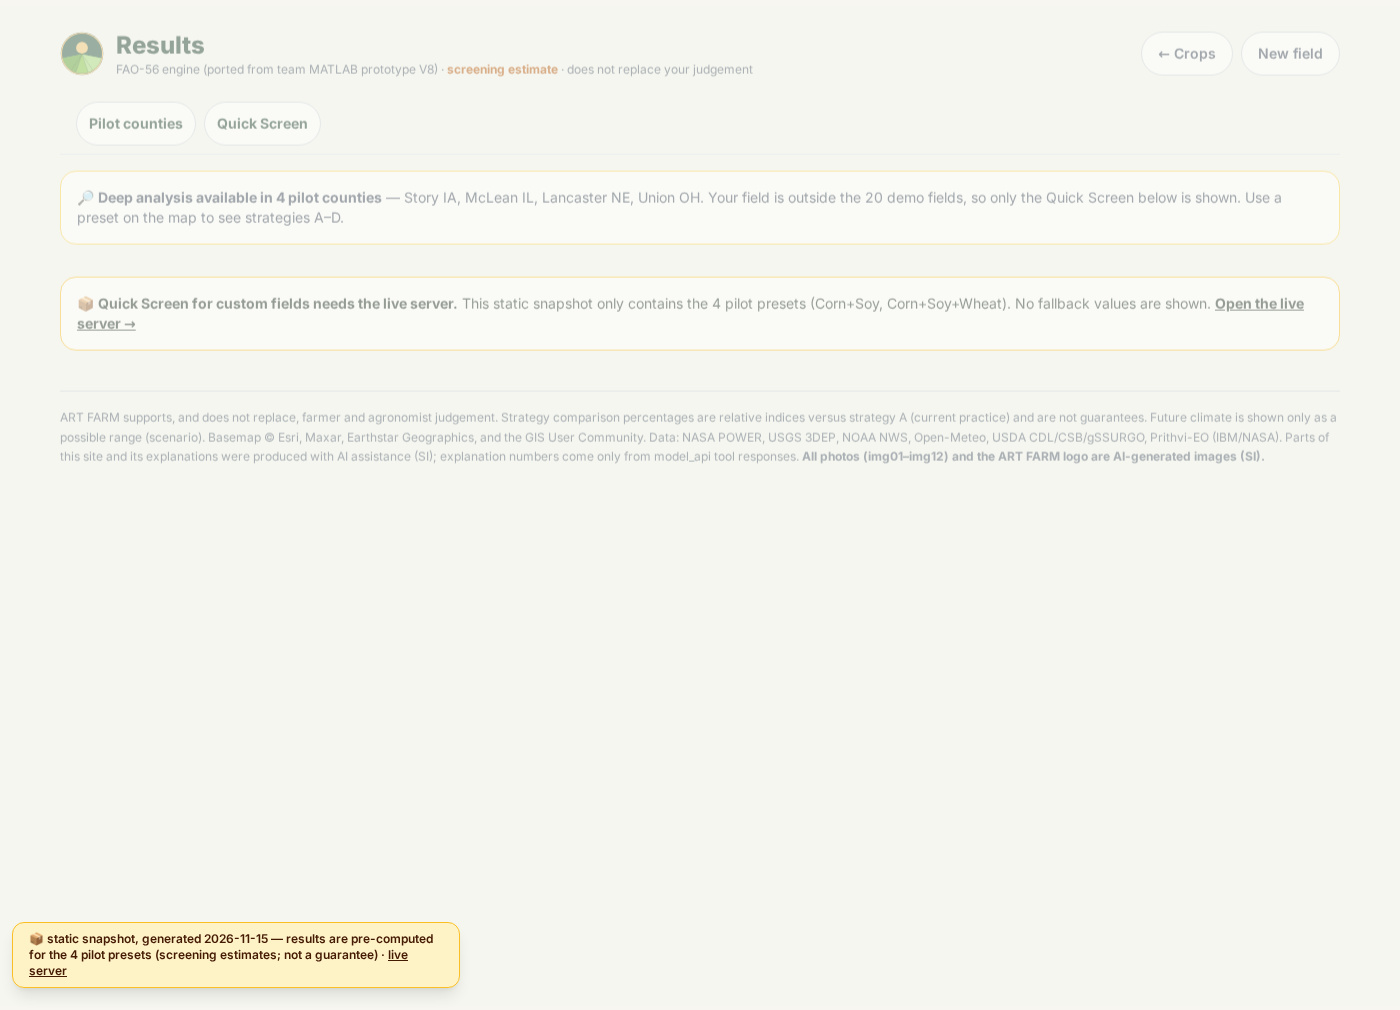 Results
FAO-56 engine (ported from team MATLAB prototype V8) · screening estimate · does not replace your judgement
← Crops
New field
Pilot counties
Quick Screen
🔎 Deep analysis available in 4 pilot counties — Story IA, McLean IL, Lancaster NE, Union OH. Your field is outside the 20 demo fields, so only the Quick Screen below is shown. Use a
preset on the map to see strategies A–D.
📦 Quick Screen for custom fields needs the live server. This static snapshot only contains the 4 pilot presets (Corn+Soy, Corn+Soy+Wheat). No fallback values are shown. Open the live
server →
ART FARM supports, and does not replace, farmer and agronomist judgement. Strategy comparison percentages are relative indices versus strategy A (current practice) and are not guarantees. Future climate is shown only as a
possible range (scenario). Basemap © Esri, Maxar, Earthstar Geographics, and the GIS User Community. Data: NASA POWER, USGS 3DEP, NOAA NWS, Open-Meteo, USDA CDL/CSB/gSSURGO, Prithvi-EO (IBM/NASA). Parts of
this site and its explanations were produced with AI assistance (SI); explanation numbers come only from model_api tool responses. All photos (img01–img12) and the ART FARM logo are AI-generated images (SI).
📦 static snapshot, generated 2026-11-15 — results are pre-computed
for the 4 pilot presets (screening estimates; not a guarantee) · live
server